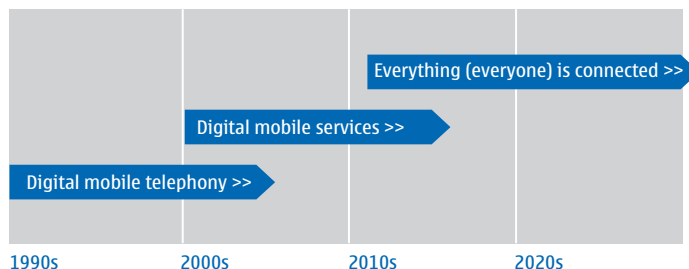 Everything (everyone) is connected >>
Digital mobile services >>
Digital mobile telephony >>
1990s 2000s 2010s 2020s